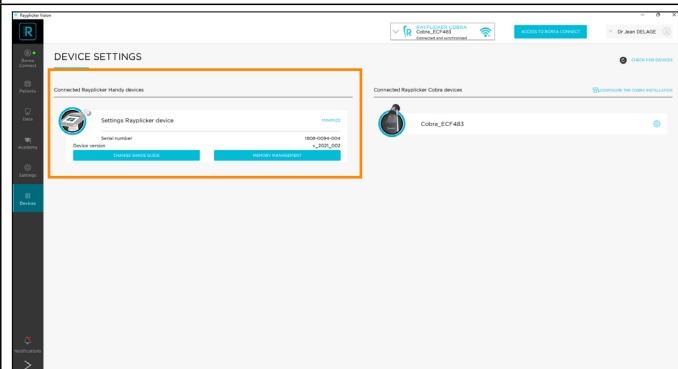 Rayplicker Vision
RAYPLICKER COBRA
Cobra_ECF483
Connected and synchronised
ACCESS TO BOREA CONNECT
Dr Jean DELAGE
R
Borea
Connect
Patients
Data
Academy
Settings
Devices
Notifications
DEVICE SETTINGS
CHECK FOR DEVICES
Connected Rayplicker Handy devices
Settings Rayplicker device
Serial number
1808-0094-004
Device version
v_2021_002
CHANGE SHADE GUIDE
MEMORY MANAGEMENT
Connected Rayplicker Cobra devices
CONFIGURE THE COBRA INSTALLATION
Cobra_ECF483